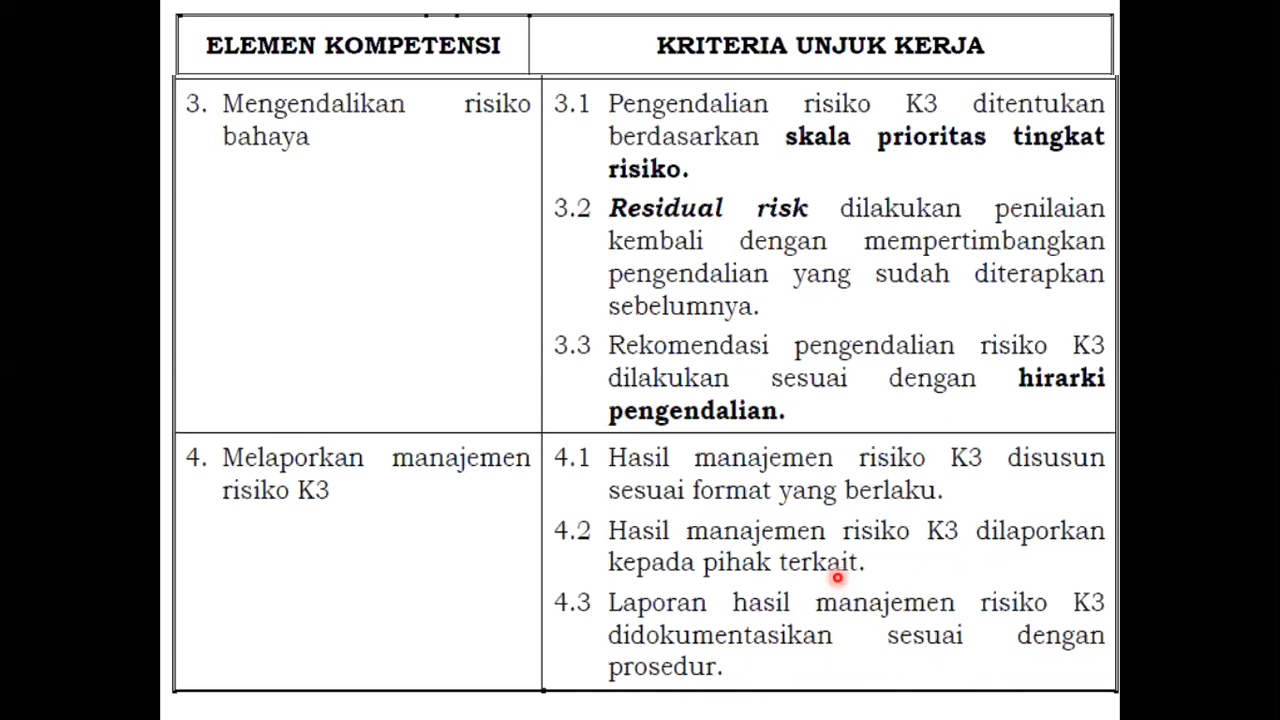 ELEMEN KOMPETENSI
KRITERIA UNJUK KERJA
3. Mengendalikan risiko
bahaya
3.1 Pengendalian risiko K3 ditentukan
berdasarkan skala prioritas tingkat
risiko.
3.2 Residual risk dilakukan penilaian
kembali dengan mempertimbangkan
pengendalian yang sudah diterapkan
sebelumnya.
3.3 Rekomendasi pengendalian risiko K3
dilakukan sesuai dengan hirarki
pengendalian.
4. Melaporkan manajemen
risiko K3
4.1 Hasil manajemen risiko K3 disusun
sesuai format yang berlaku.
4.2 Hasil manajemen risiko K3 dilaporkan
kepada pihak terkait.
4.3 Laporan hasil manajemen risiko K3
didokumentasikan sesuai dengan
prosedur.